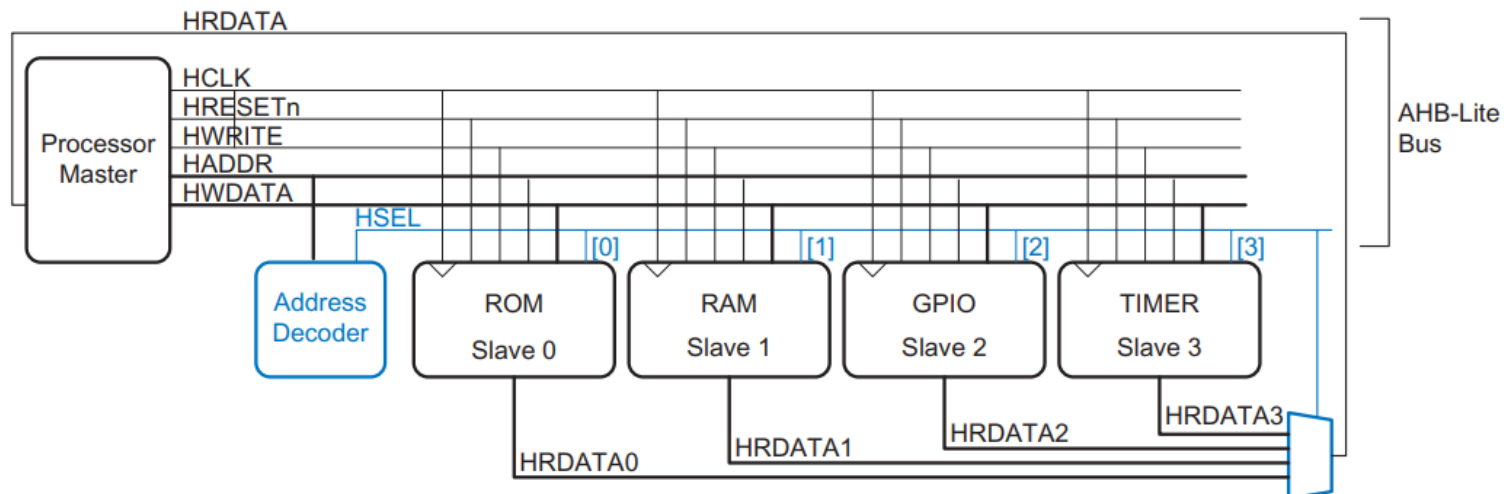 HRDATA
HCLK
HRESETn
HWRITE
HADDR
HWDATA
Processor
Master
AHB-Lite
Bus
HSEL
[0]
[1]
[2]
[3]
Address
Decoder
ROM
Slave 0
RAM
Slave 1
GPIO
Slave 2
TIMER
Slave 3
HRDATA3
HRDATA2
HRDATA1
HRDATA0